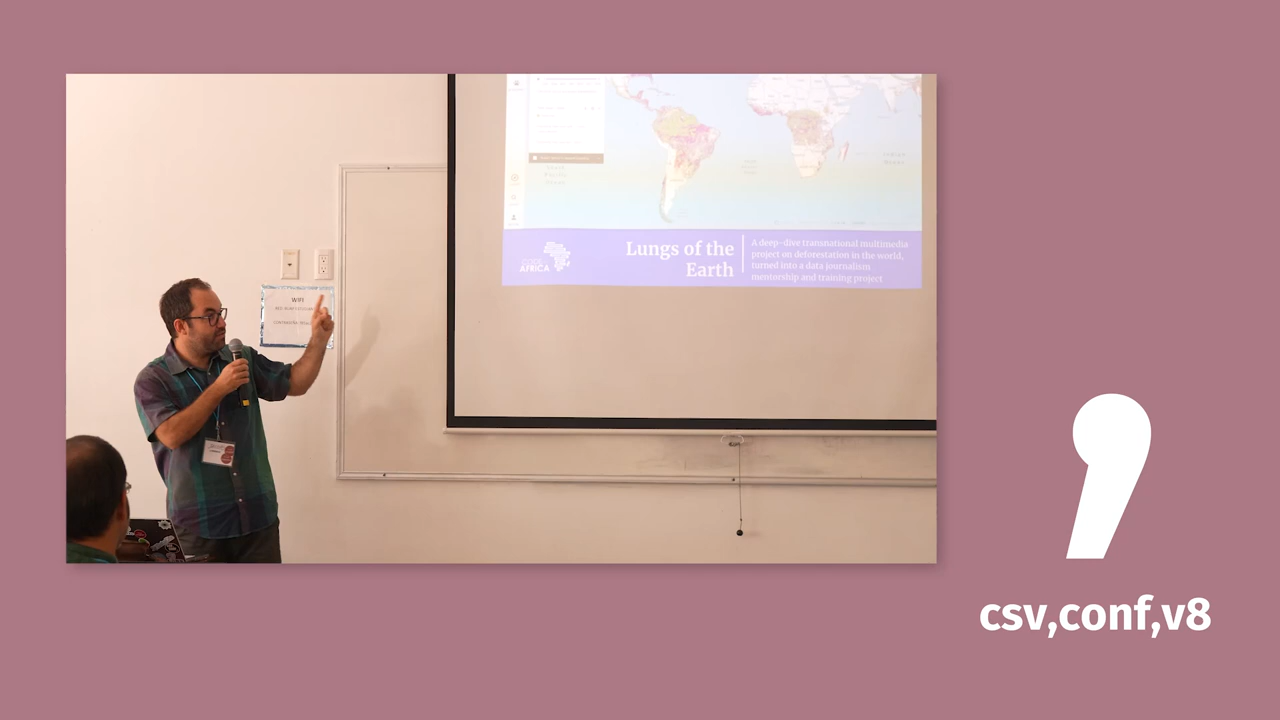 Lungs of the
Earth
A deep-dive transnational multimedia
project on deforestation in the world,
turned into a data journalism
mentorship and training project
AFRICA
WIFI
csv,conf,v8